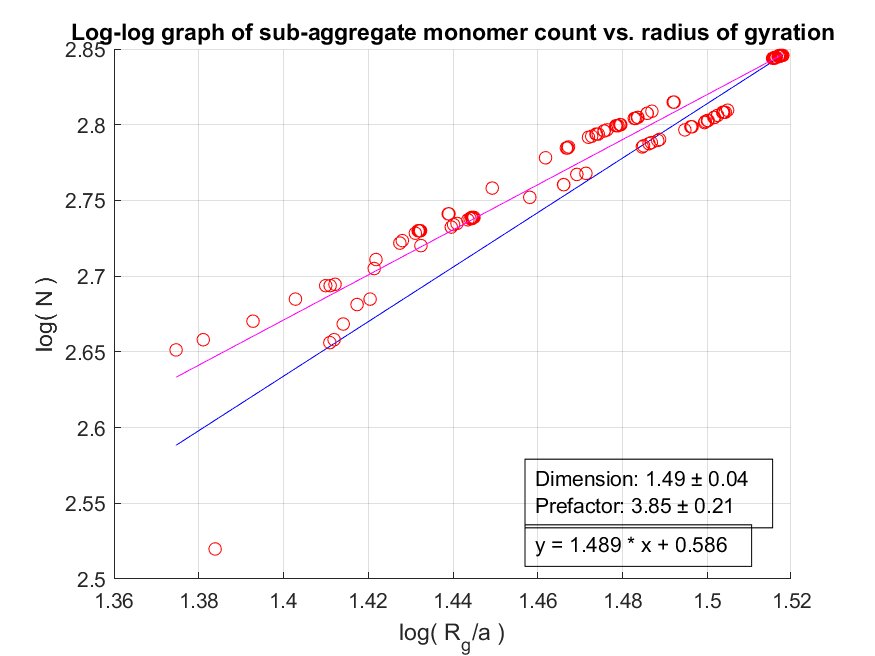 Log-log graph of sub-aggregate monomer count vs. radius of gyration
2.85
2.8
2.75
2.7
2.65
2.6
2.55
2.5
log( N )
Dimension: 1.49 ± 0.04
Prefactor: 3.85 ± 0.21
y = 1.489 * x + 0.586
1.36 1.38 1.4 1.42 1.44 1.46 1.48 1.5 1.52
log( R_g/a )